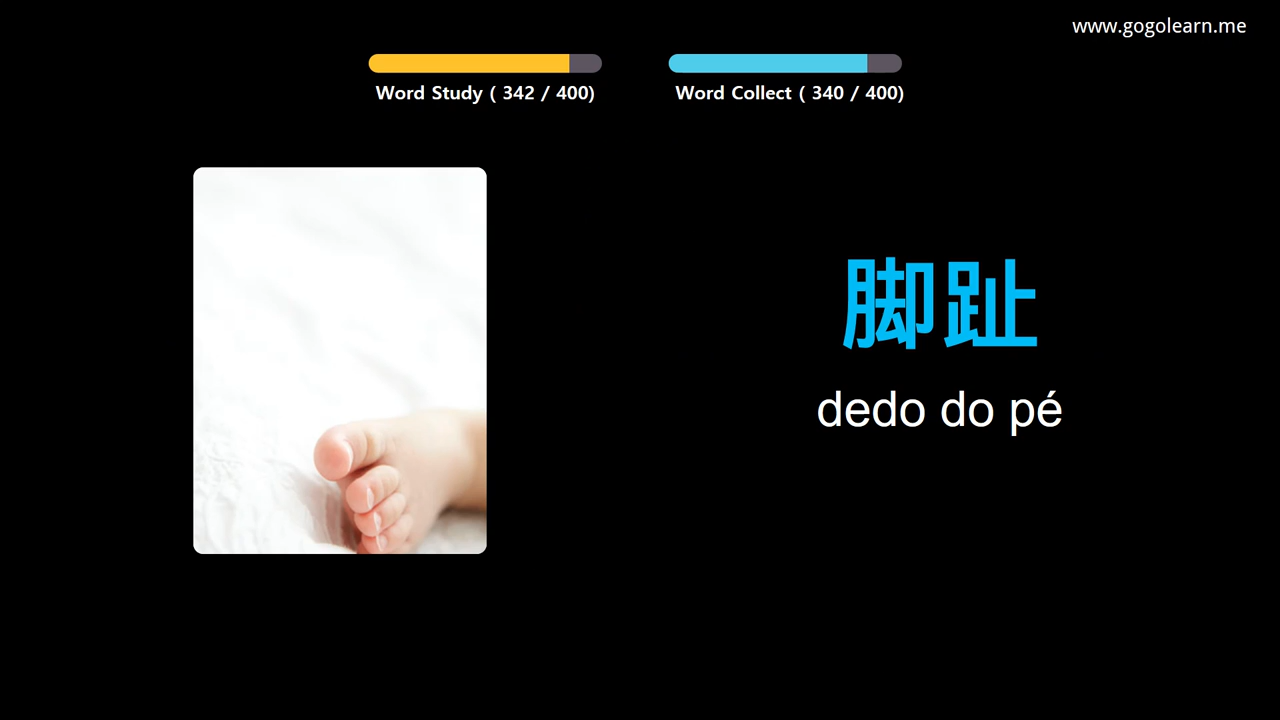 www.gogolearn.me
Word Study ( 342 / 400)
Word Collect ( 340 / 400)
脚趾
dedo do pé